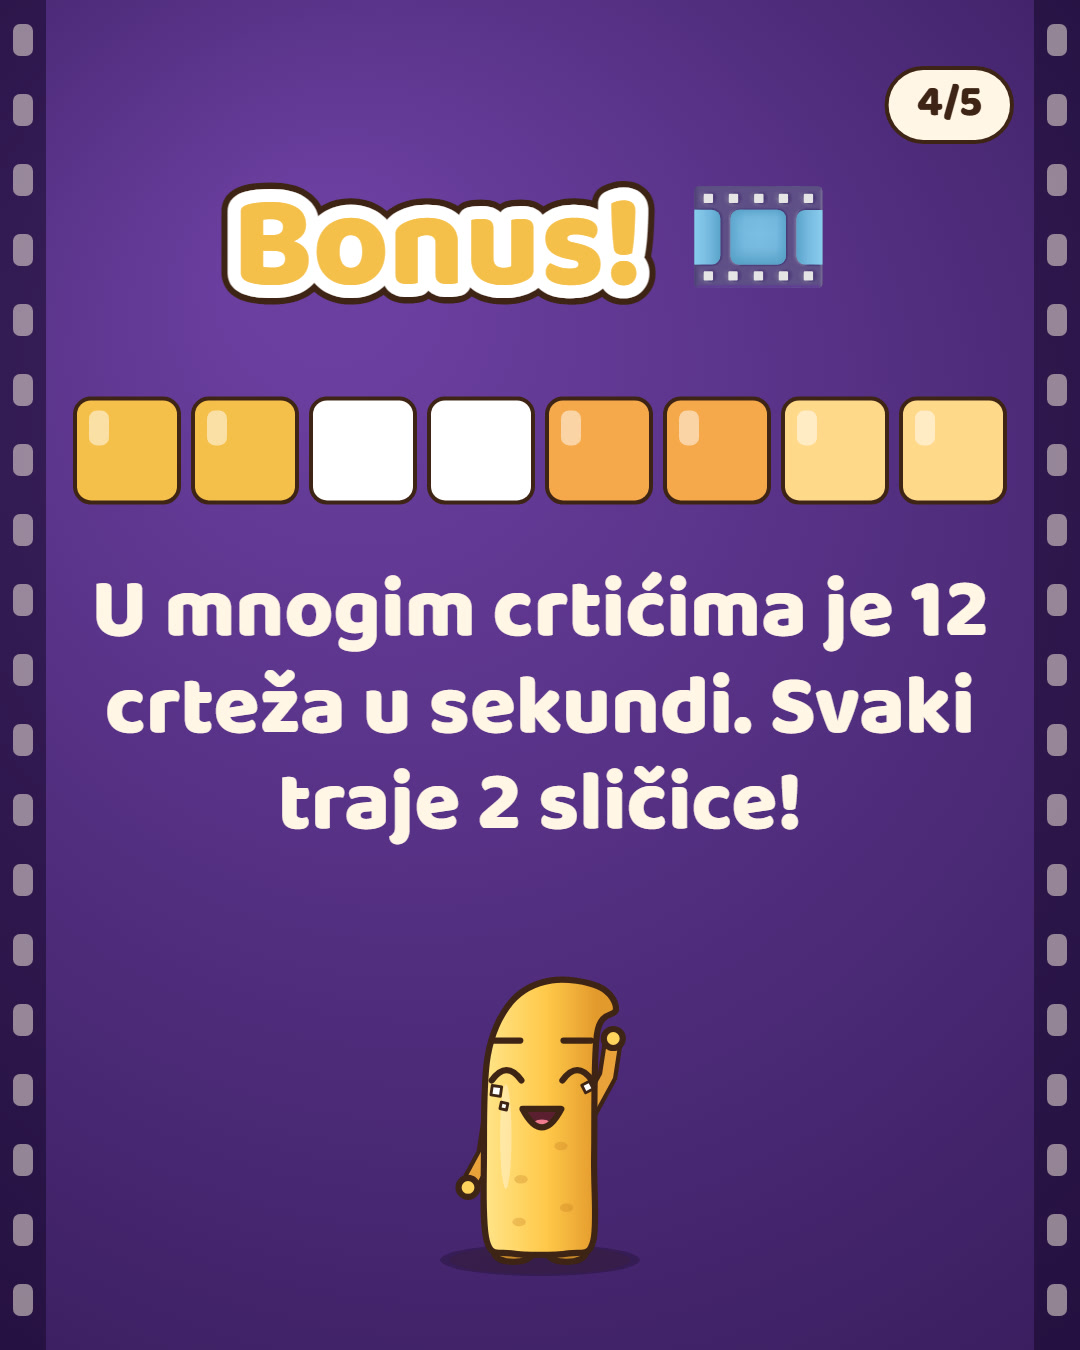 4/5
Bonus!
U mnogim crtićima je 12
crteža u sekundi. Svaki
traje 2 sličice!